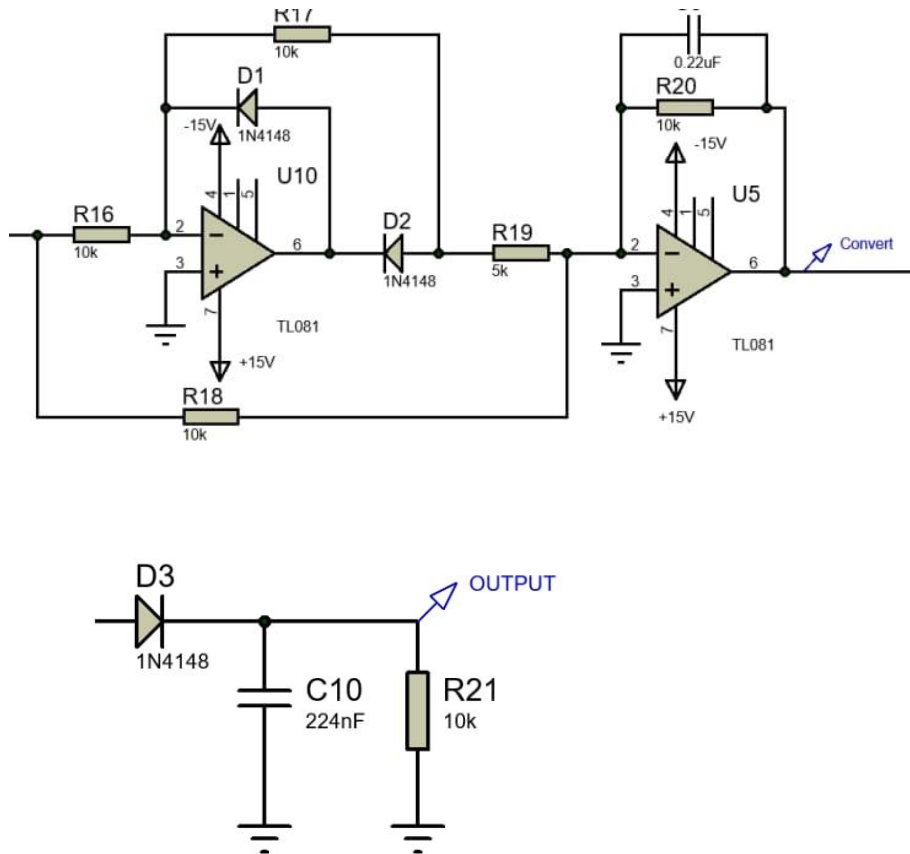 R17
10k
D1
1N4148
-15V
U10
4
1
5
R16
10k
2
3
6
7
TL081
+15V
D2
1N4148
R19
5k
R18
10k
0.22uF
R20
10k
-15V
U5
4
1
5
2
3
6
7
TL081
+15V
Convert
D3
1N4148
OUTPUT
C10
224nF
R21
10k